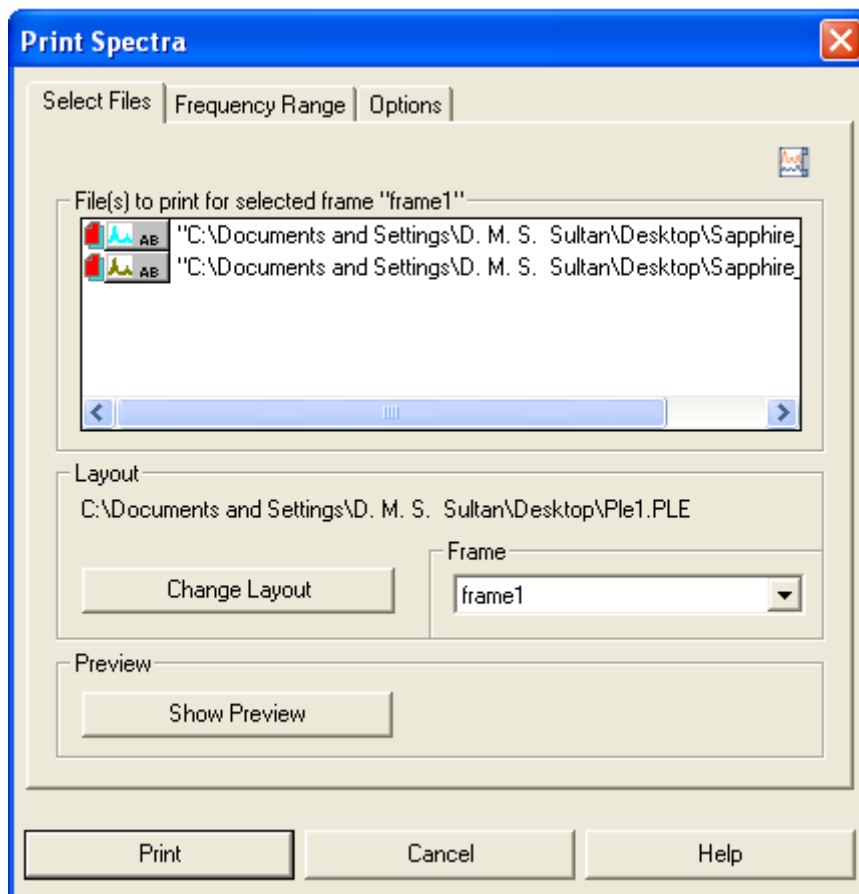 Print Spectra
Select Files Frequency Range Options
File(s) to print for selected frame "frame1"
AB "C:\Documents and Settings\D. M. S.  Sultan\Desktop\Sapphire_
AB "C:\Documents and Settings\D. M. S.  Sultan\Desktop\Sapphire_
Layout
C:\Documents and Settings\D. M. S.  Sultan\Desktop\Ple1.PLE
Frame
Change Layout frame1
Preview
Show Preview
Print Cancel Help